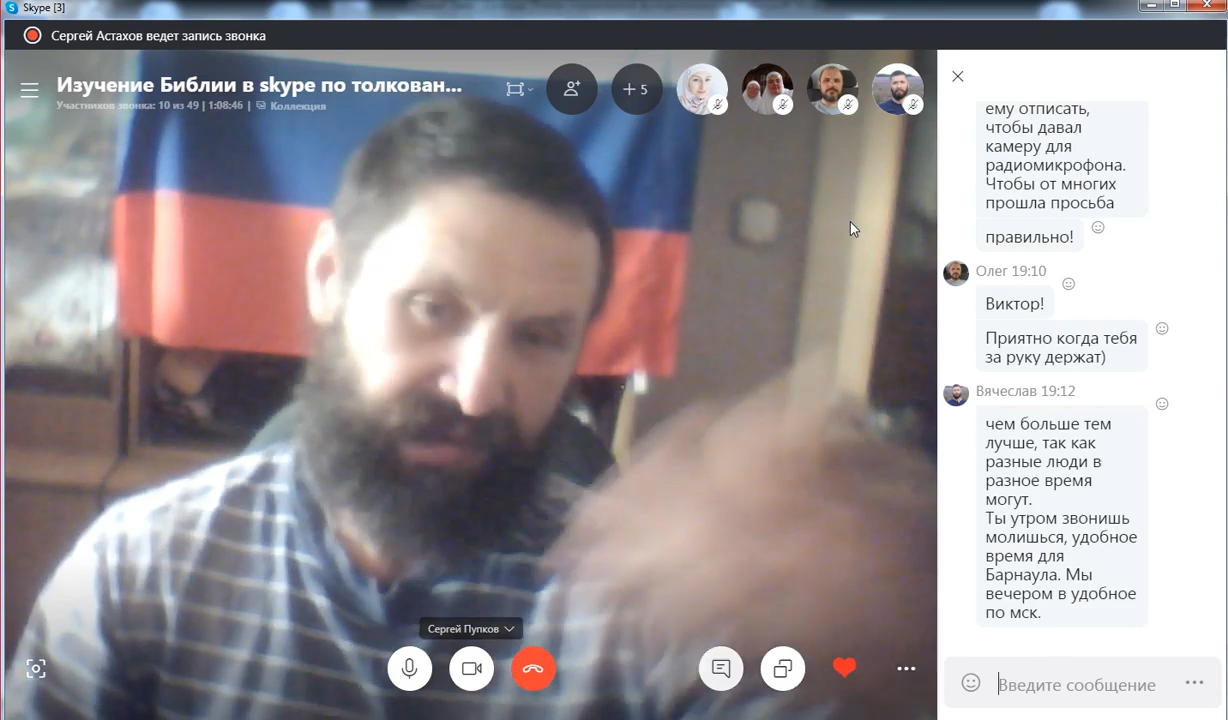 Skype [3]
Сергей Астахов ведет запись звонка
Изучение Библии в skype по толкован...
Участников звонка: 10 из 49 | 1:08:46 | Коллекция
+ 5
ему отписать,
чтобы давал
камеру для
радиомикрофона.
Чтобы от многих
прошла просьба
правильно!
Олег 19:10
Виктор!
Приятно когда тебя
за руку держат)
Вячеслав 19:12
чем больше тем
лучше, так как
разные люди в
разное время
могут.
Ты утром звонишь
молишься, удобное
время для
Барнаула. Мы
вечером в удобное
по мск.
Сергей Пупков
Введите сообщение